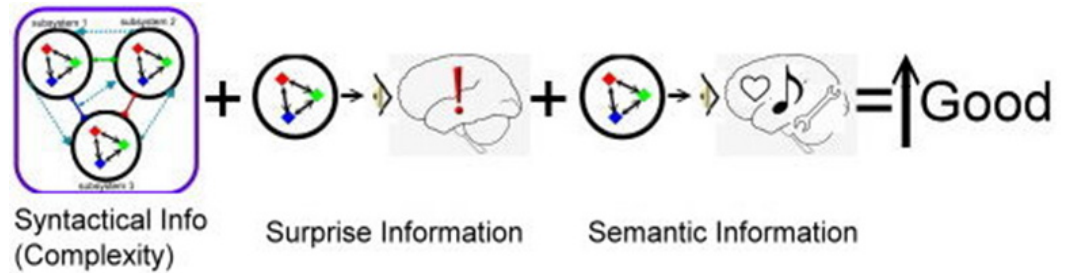 subsystem 1
subsystem 2
subsystem 3
+ ! + = Good
Syntactical Info
(Complexity)
Surprise Information
Semantic Information